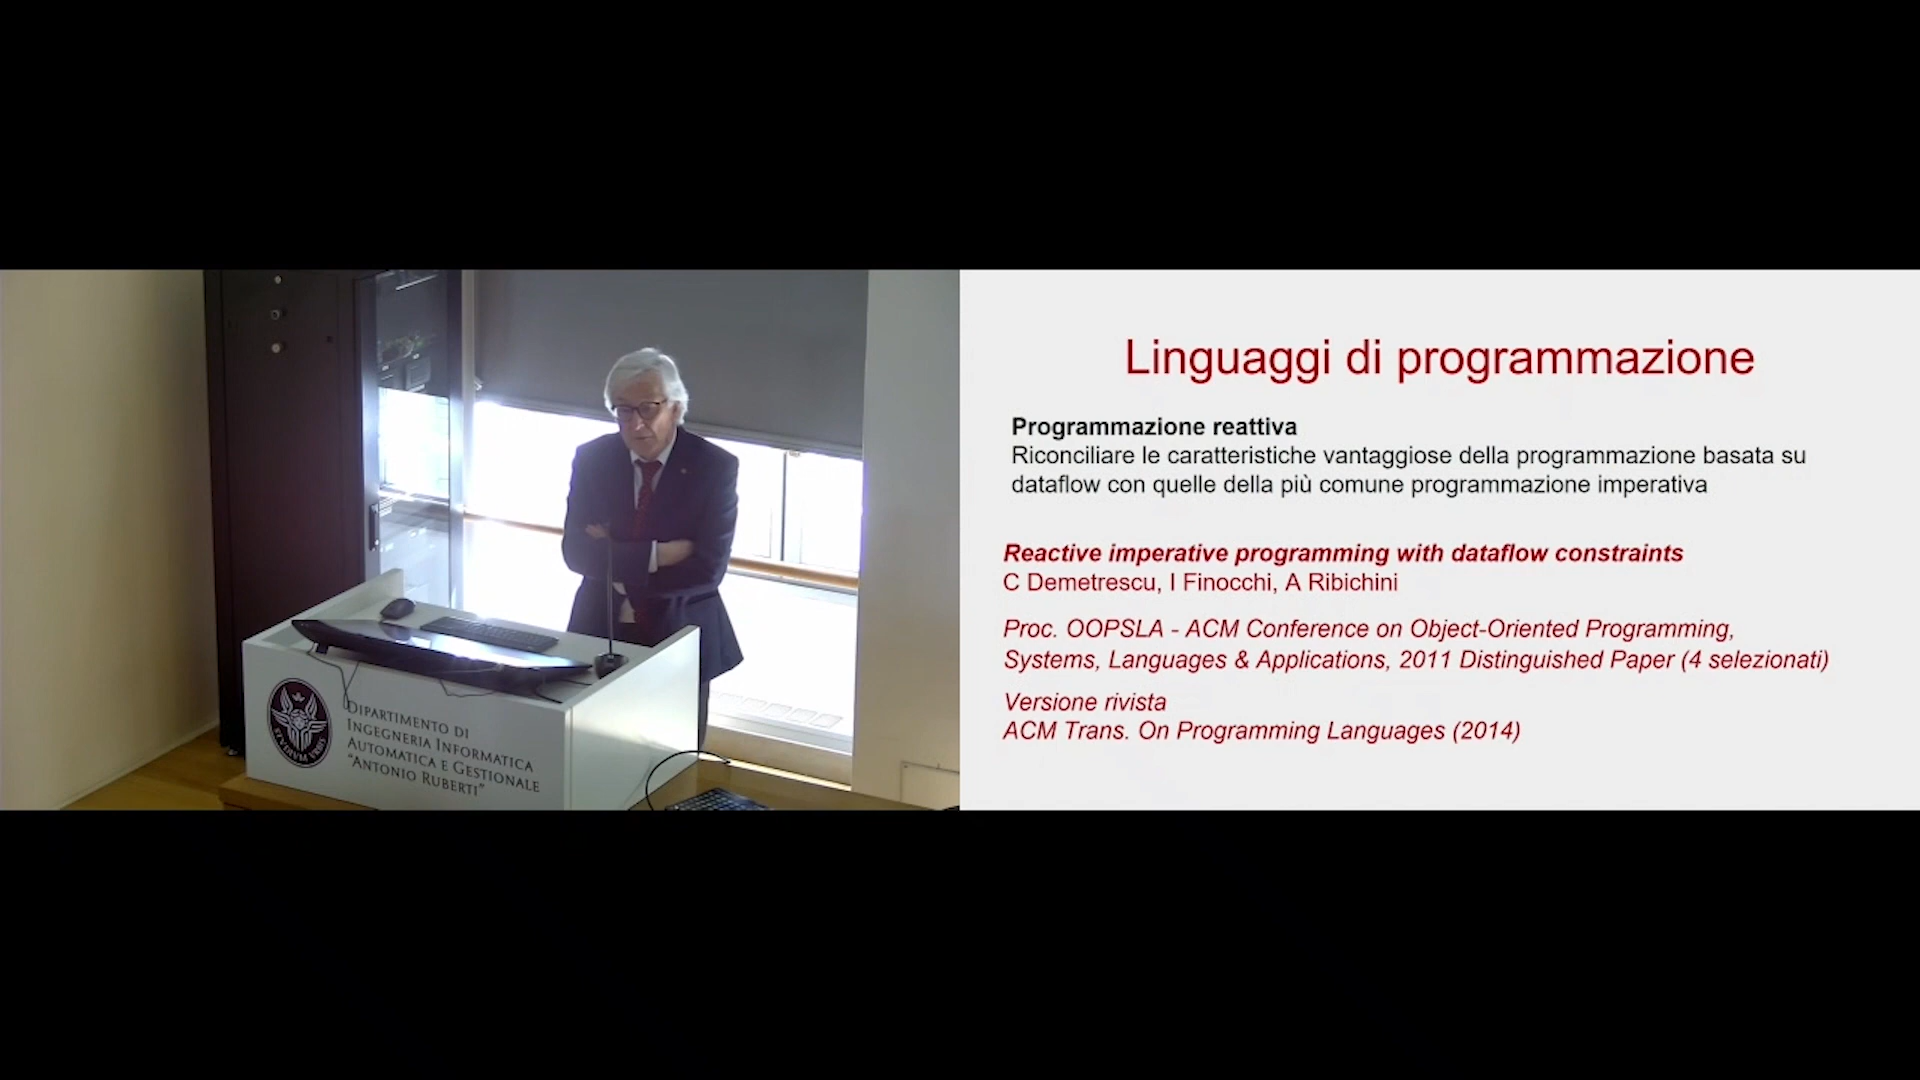 STVDIVM VRBIS
DIPARTIMENTO DI
INGEGNERIA INFORMATICA
AUTOMATICA E GESTIONALE
"ANTONIO RUBERTI"
Linguaggi di programmazione
Programmazione reattiva
Riconciliare le caratteristiche vantaggiose della programmazione basata su
dataflow con quelle della più comune programmazione imperativa
Reactive imperative programming with dataflow constraints
C Demetrescu, I Finocchi, A Ribichini
Proc. OOPSLA - ACM Conference on Object-Oriented Programming,
Systems, Languages & Applications, 2011 Distinguished Paper (4 selezionati)
Versione rivista
ACM Trans. On Programming Languages (2014)